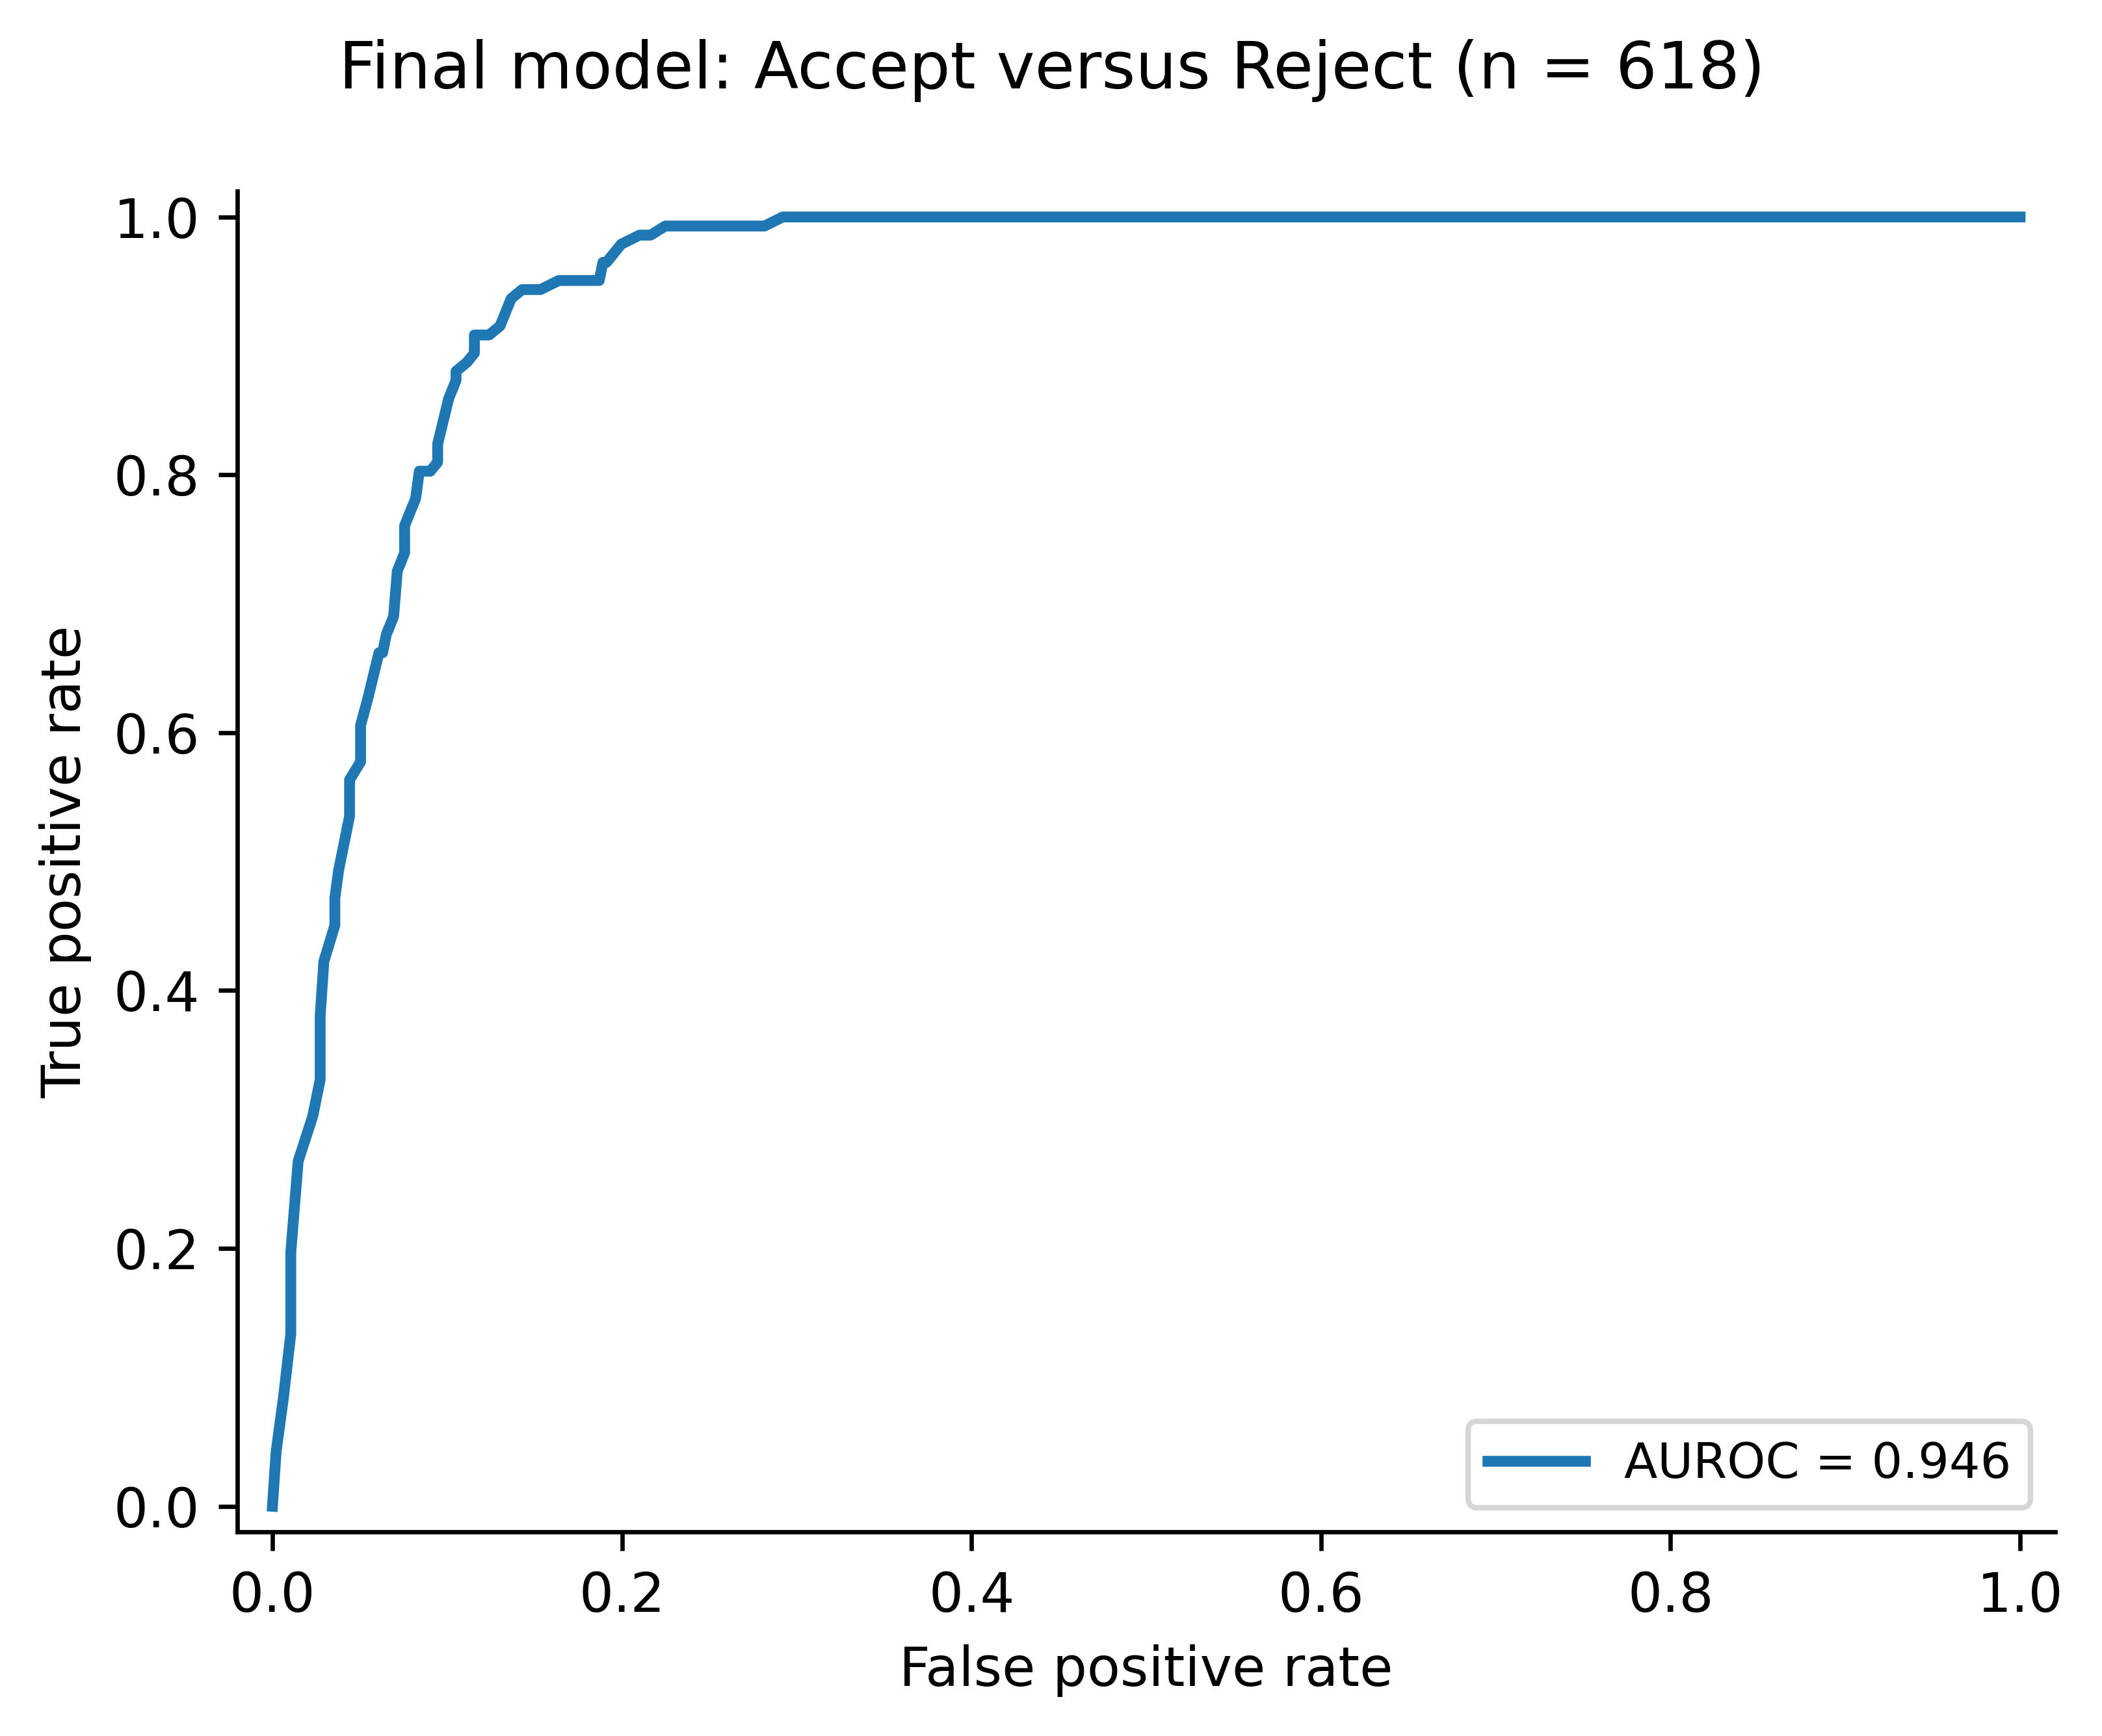 Final model: Accept versus Reject (n = 618)
1.0
0.8
0.6
0.4
0.2
0.0
True positive rate
AUROC = 0.946
0.0 0.2 0.4 0.6 0.8 1.0
False positive rate